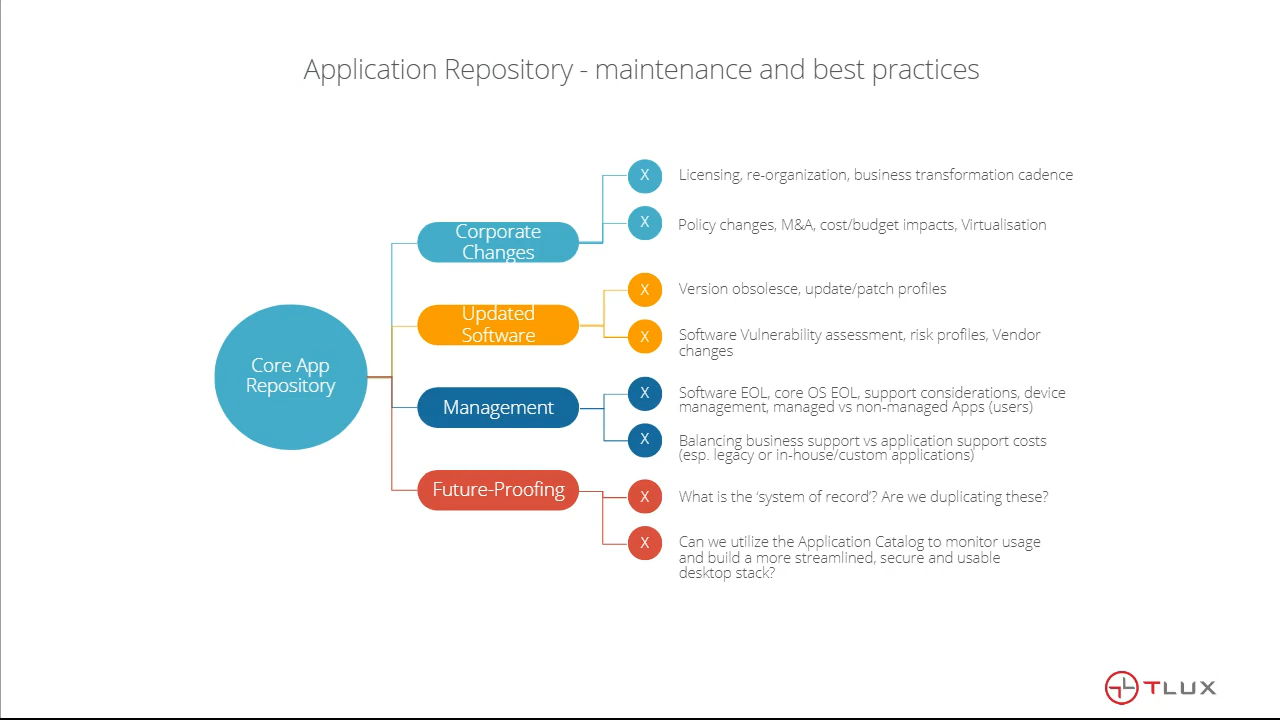 Application Repository - maintenance and best practices
X Licensing, re-organization, business transformation cadence
X Policy changes, M&A, cost/budget impacts, Virtualisation
Corporate
Changes
X Version obsolesce, update/patch profiles
Updated
Software
X Software Vulnerability assessment, risk profiles, Vendor
changes
Core App
Repository
X Software EOL, core OS EOL, support considerations, device
management, managed vs non-managed Apps (users)
Management
X Balancing business support vs application support costs
(esp. legacy or in-house/custom applications)
Future-Proofing
X What is the ‘system of record’? Are we duplicating these?
X Can we utilize the Application Catalog to monitor usage
and build a more streamlined, secure and usable
desktop stack?
TLUX